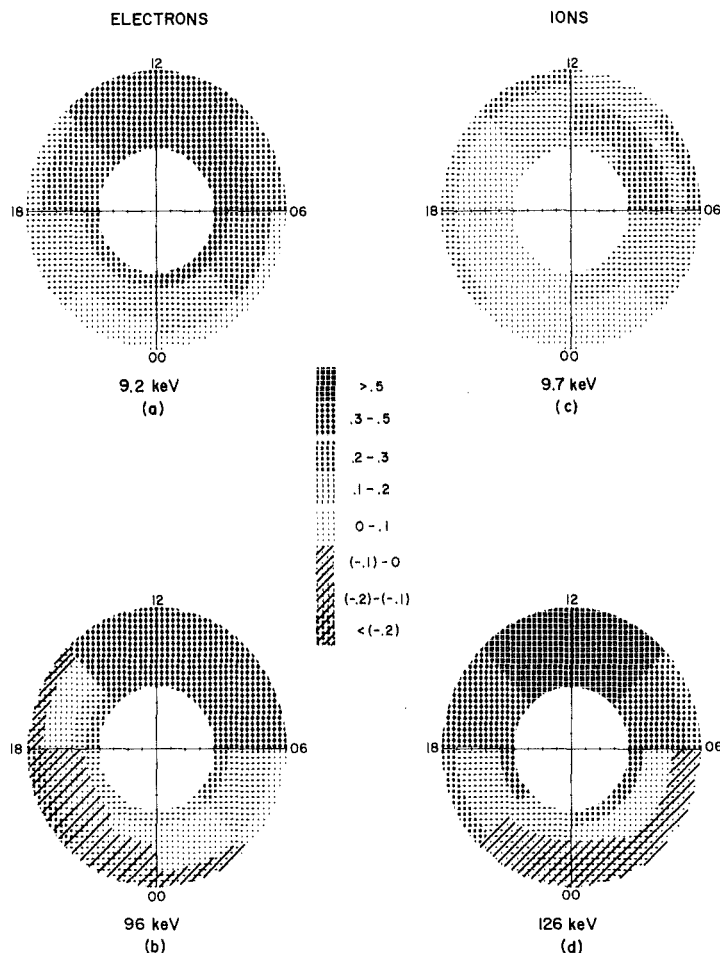 ELECTRONS
IONS
12
18
06
00
9.2 keV
(a)
12
18
06
00
9.7 keV
(c)
>.5
.3-.5
.2-.3
.1-.2
0-.1
(-.1)-0
(-.2)-(-.1)
<(-.2)
12
18
06
00
96 keV
(b)
12
18
06
00
126 keV
(d)